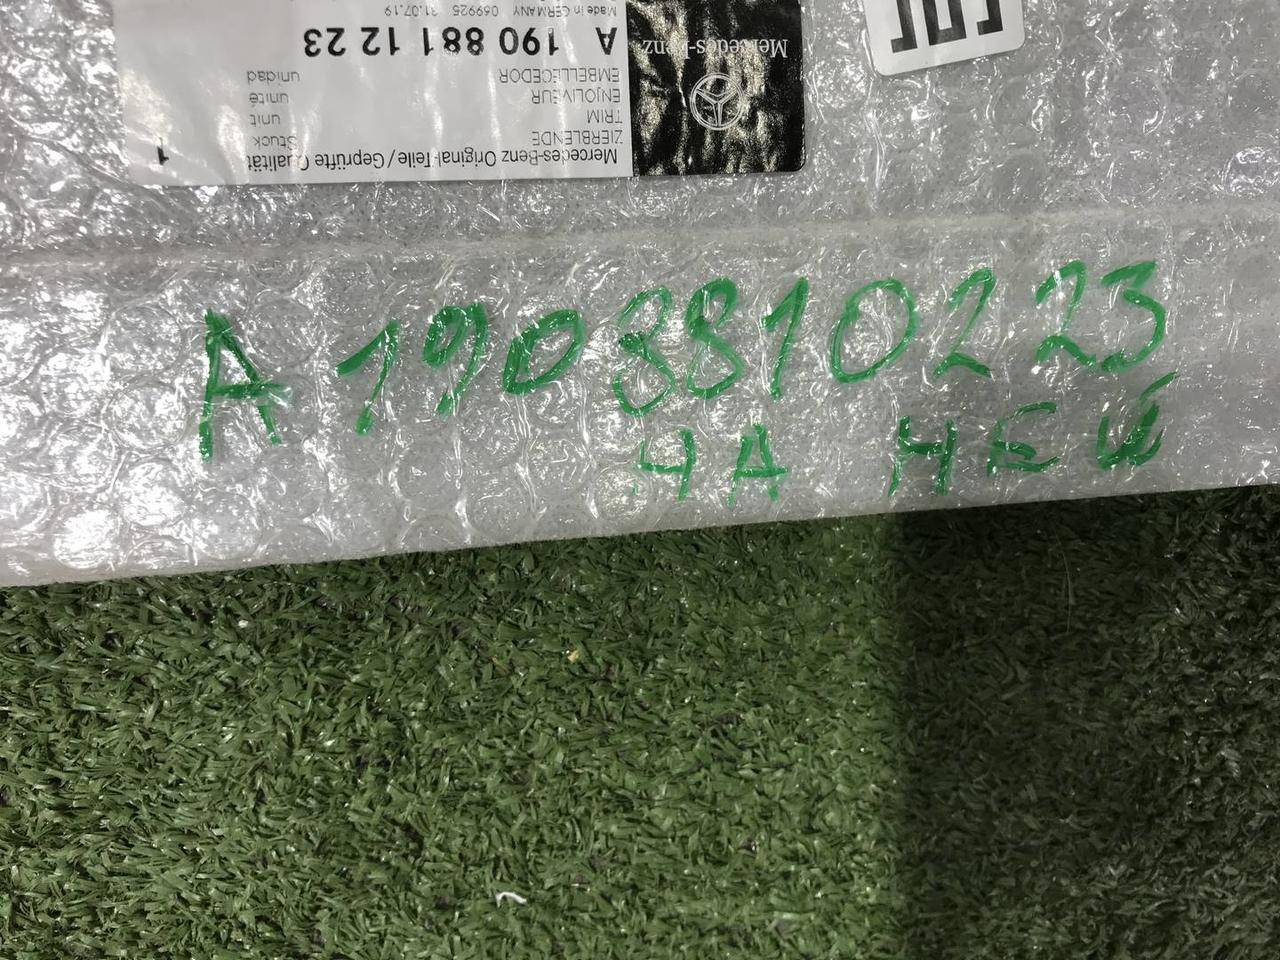 Mercedes-Benz
Mercedes-Benz Original-Teile/Geprüfte Qualität
ZIERBLENDE Stück 1
TRIM unit
ENJOLIVEUR unité
EMBELLECEDOR unidad
A 190 881 12 23
Made in GERMANY 069925 31.07.19
A 1908810223
НА НЕЙ